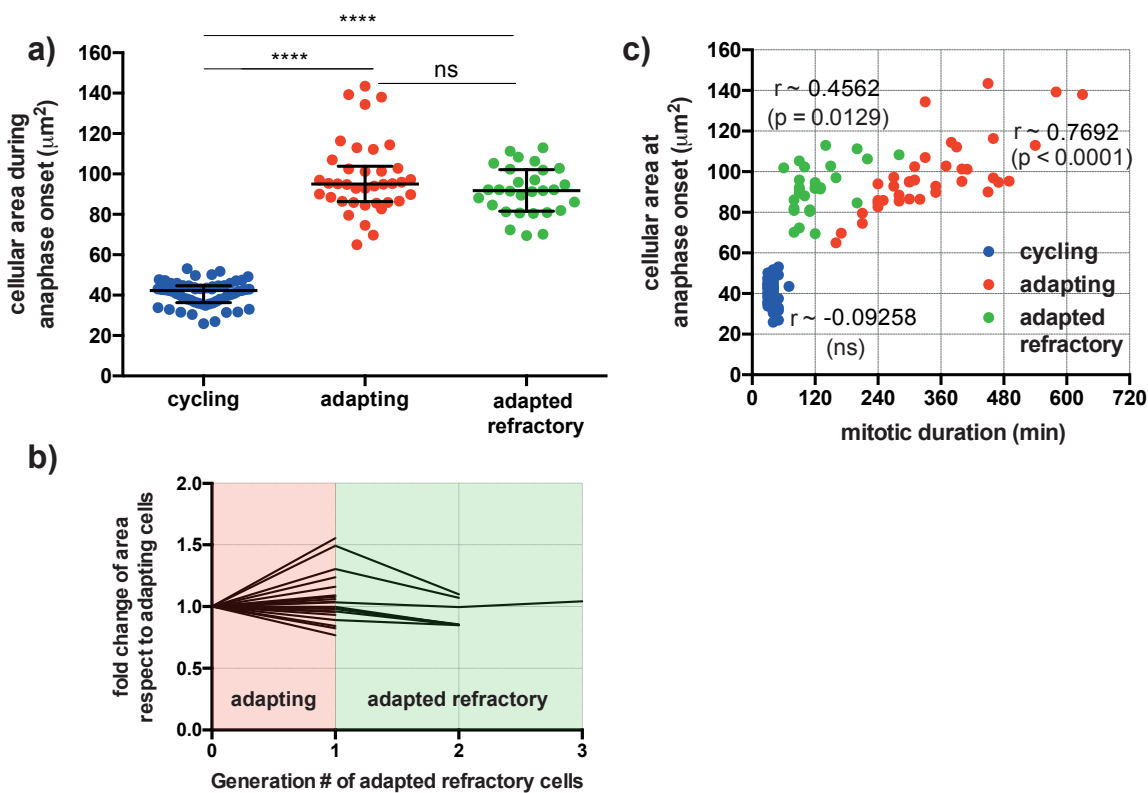 a)
****
****
ns
cellular area during
anaphase onset (μm2)
160
140
120
100
80
60
40
20
0
cycling
adapting
adapted
refractory
c)
cellular area at
anaphase onset (μm2)
160
140
120
100
80
60
40
20
0
r ~ 0.4562
(p = 0.0129)
r ~ 0.7692
(p < 0.0001)
cycling
adapting
adapted
refractory
r ~ -0.09258
(ns)
0
120
240
360
480
600
720
mitotic duration (min)
b)
fold change of area
respect to adapting cells
2.0
1.5
1.0
0.5
0.0
adapting
adapted refractory
0
1
2
3
Generation # of adapted refractory cells